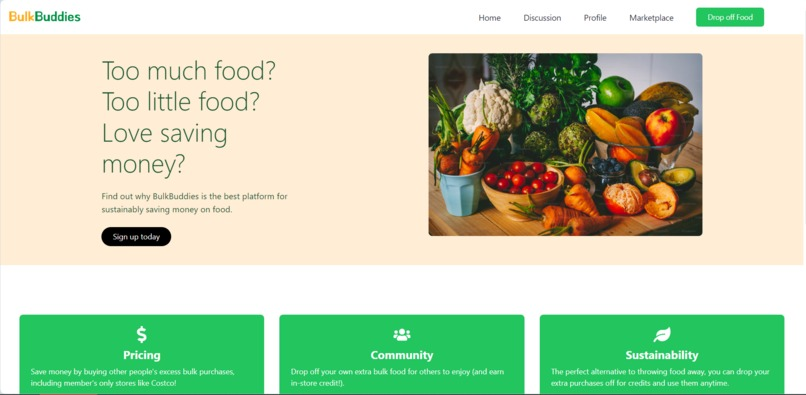 BulkBuddies
Home Discussion Profile Marketplace Drop off Food
Too much food?
Too little food?
Love saving
money?
Find out why BulkBuddies is the best platform for
sustainably saving money on food.
Sign up today
Pricing
Save money by buying other people's excess bulk purchases,
including member's only stores like Costco!
Community
Drop off your own extra bulk food for others to enjoy (and earn
in-store credit!).
Sustainability
The perfect alternative to throwing food away, you can drop your
extra purchases off for credits and use them anytime.